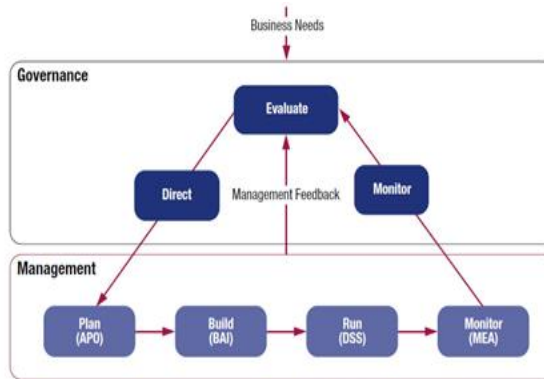 Business Needs
Governance
Evaluate
Direct
Management Feedback
Monitor
Management
Plan
(APO)
Build
(BAI)
Run
(DSS)
Monitor
(MEA)